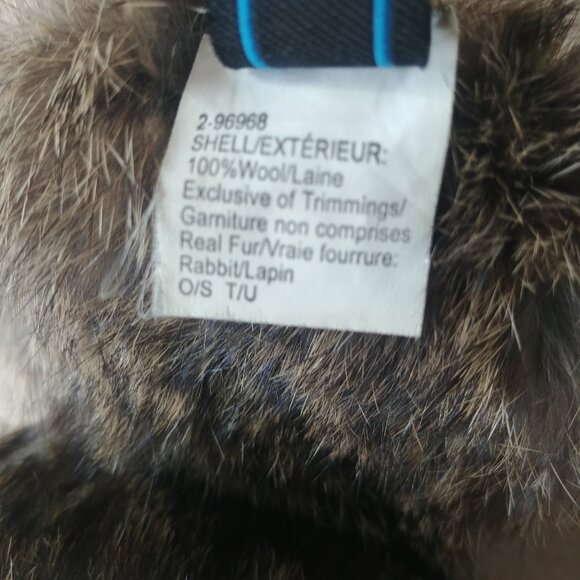 2-96968
SHELL/EXTÉRIEUR:
100%Wool/Laine
Exclusive of Trimmings/
Garniture non comprises
Real Fur/Vraie fourrure:
Rabbit/Lapin
O/S T/U